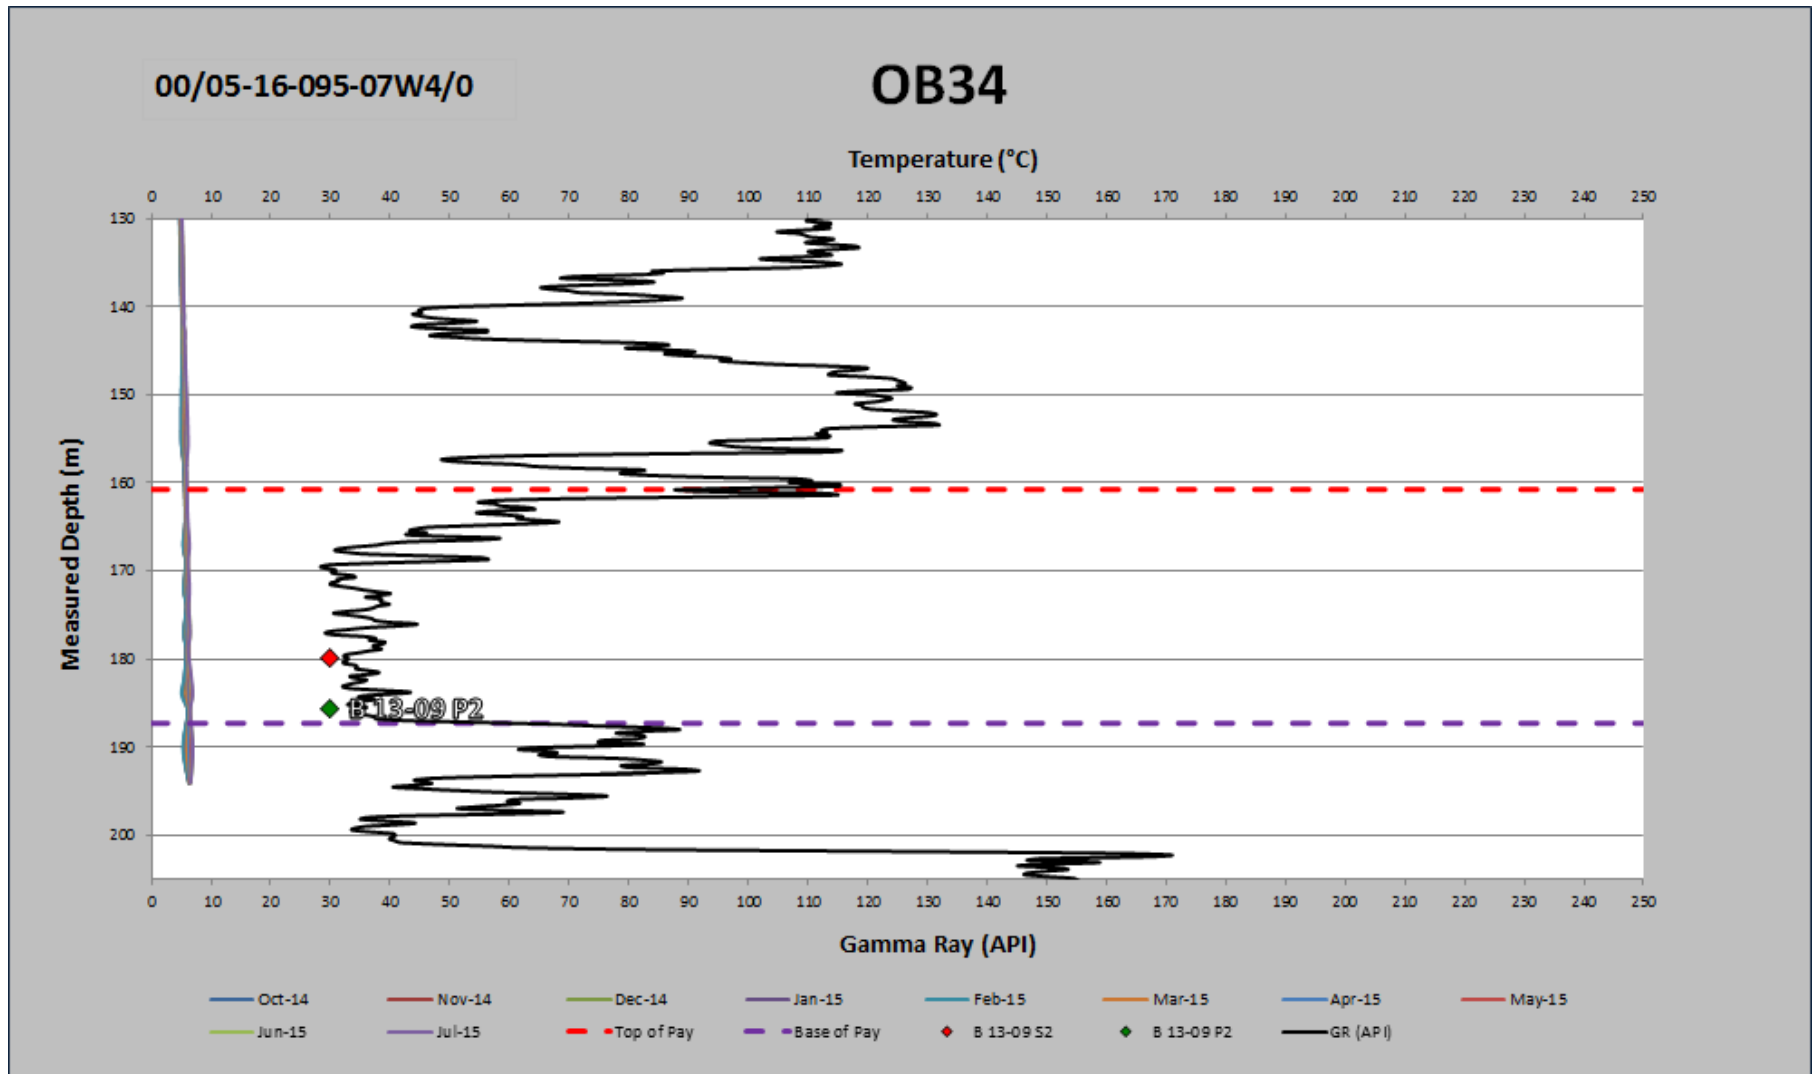 00/05-16-095-07W4/0
OB34
Temperature (°C)
0 10 20 30 40 50 60 70 80 90 100 110 120 130 140 150 160 170 180 190 200 210 220 230 240 250
130
140
150
160
170
180
190
200
Measured Depth (m)
B 13-09 P2
0 10 20 30 40 50 60 70 80 90 100 110 120 130 140 150 160 170 180 190 200 210 220 230 240 250
Gamma Ray (API)
Oct-14 Nov-14 Dec-14 Jan-15 Feb-15 Mar-15 Apr-15 May-15
Jun-15 Jul-15 Top of Pay Base of Pay B 13-09 S2 B 13-09 P2 GR (API)